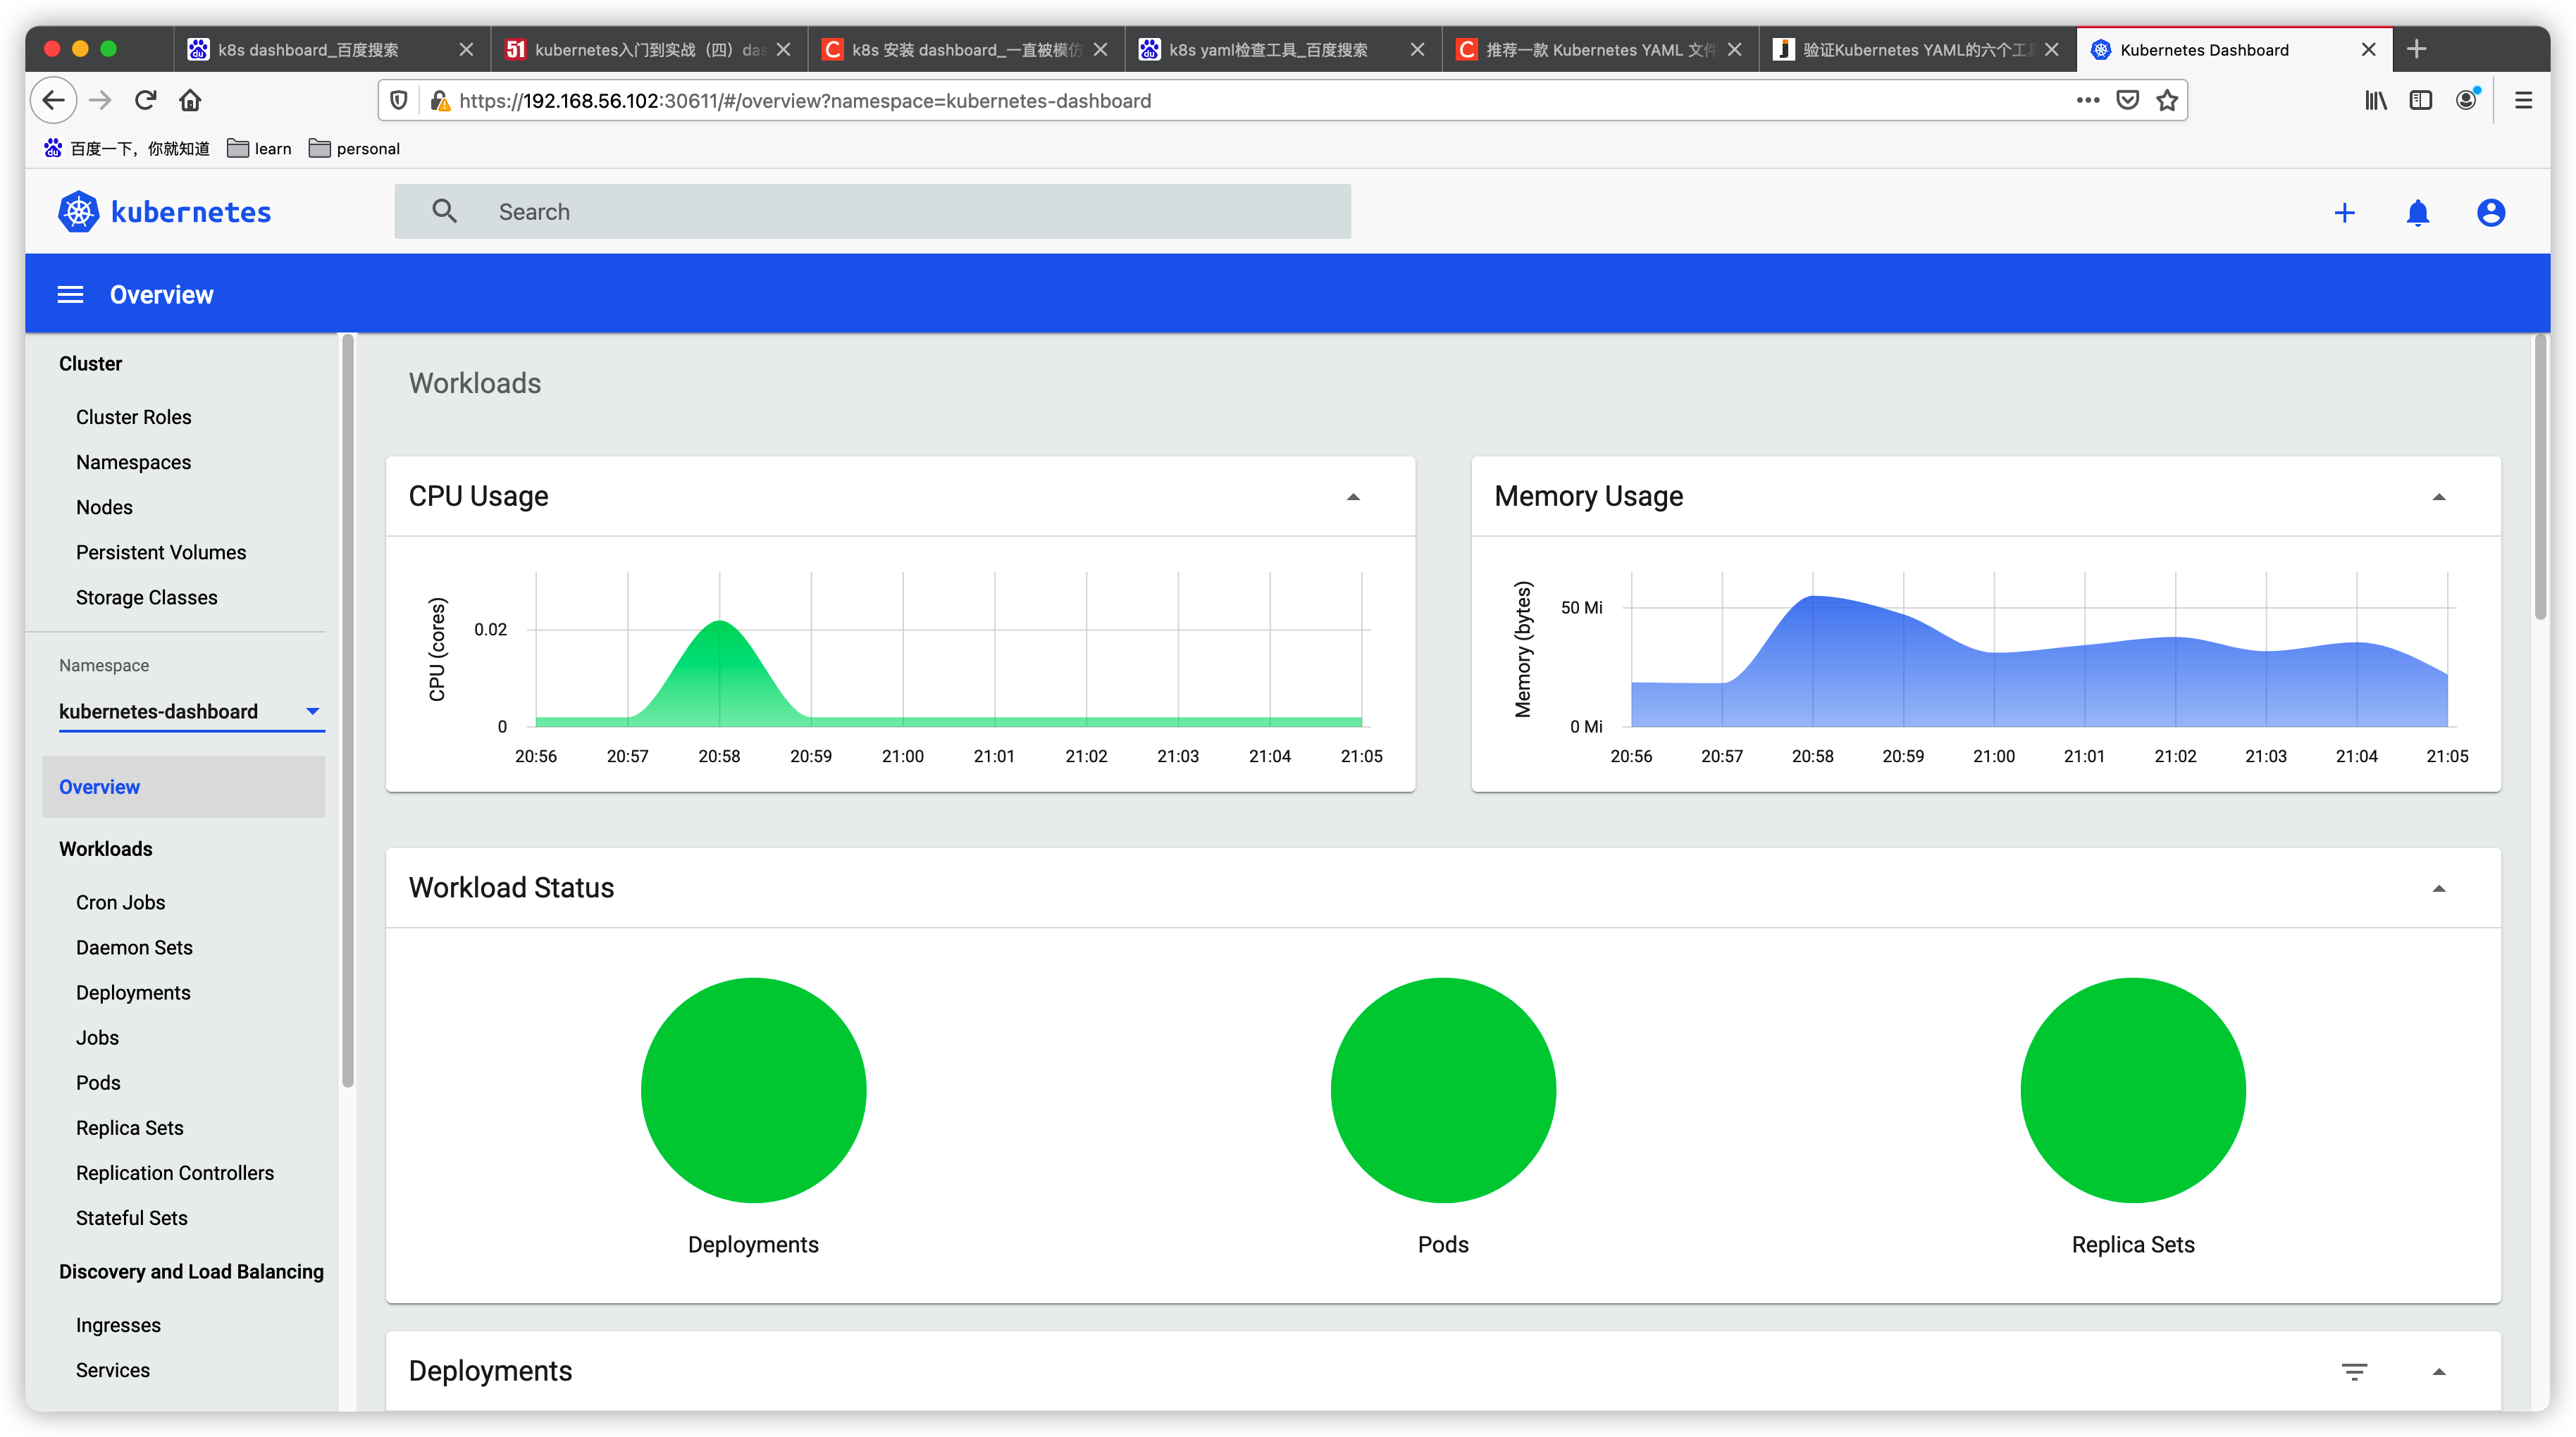 k8s dashboard_百度搜索
51 kubernetes入门到实战（四）das
C k8s 安装 dashboard_一直被模仿
k8s yaml检查工具_百度搜索
C 推荐一款 Kubernetes YAML 文件
j 验证Kubernetes YAML的六个工具
Kubernetes Dashboard
https://192.168.56.102:30611/#/overview?namespace=kubernetes-dashboard
百度一下，你就知道
learn
personal
kubernetes
Search
Overview
Cluster
Cluster Roles
Namespaces
Nodes
Persistent Volumes
Storage Classes
Namespace
kubernetes-dashboard
Overview
Workloads
Cron Jobs
Daemon Sets
Deployments
Jobs
Pods
Replica Sets
Replication Controllers
Stateful Sets
Discovery and Load Balancing
Ingresses
Services
Workloads
CPU Usage
CPU (cores)
0.02
0
20:56 20:57 20:58 20:59 21:00 21:01 21:02 21:03 21:04 21:05
Memory Usage
Memory (bytes)
50 Mi
0 Mi
20:56 20:57 20:58 20:59 21:00 21:01 21:02 21:03 21:04 21:05
Workload Status
Deployments
Pods
Replica Sets
Deployments